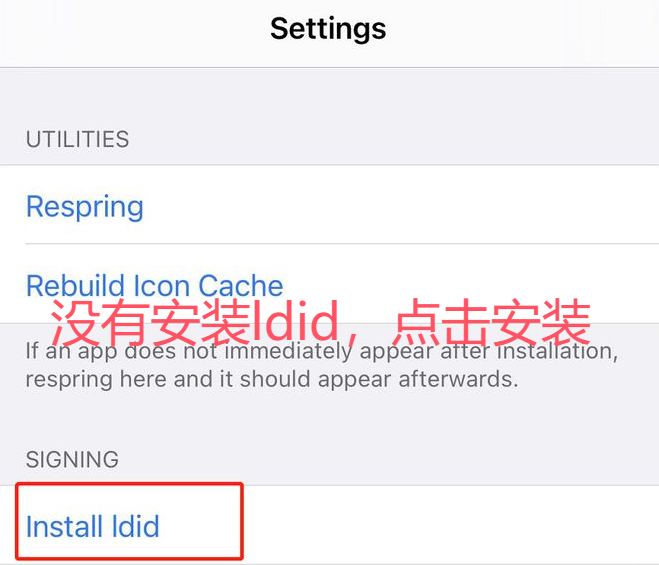 Settings
UTILITIES
Respring
Rebuild Icon Cache
没有安装ldid，点击安装
If an app does not immediately appear after installation,
respring here and it should appear afterwards.
SIGNING
Install ldid